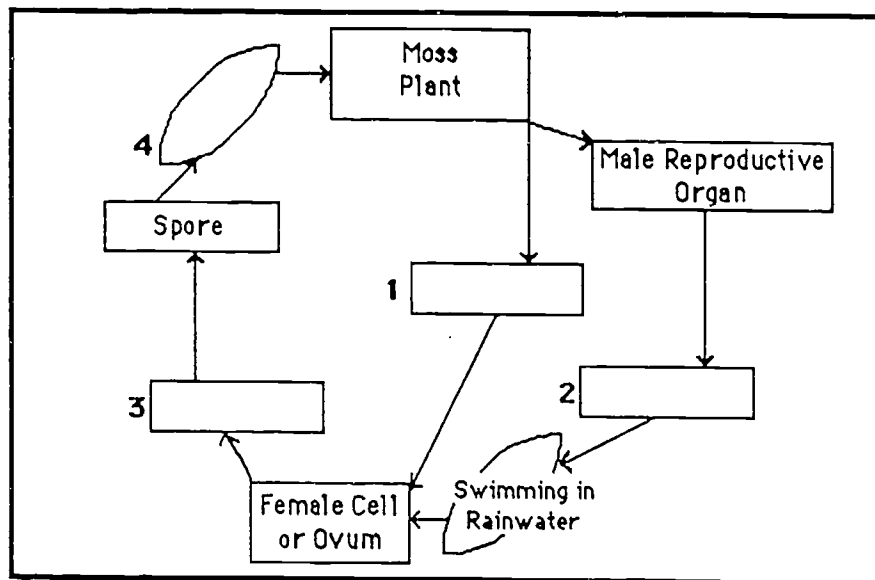 Moss
Plant
4
Male Reproductive
Organ
Spore
1
3
2
Swimming in
Rainwater
Female Cell
or Ovum